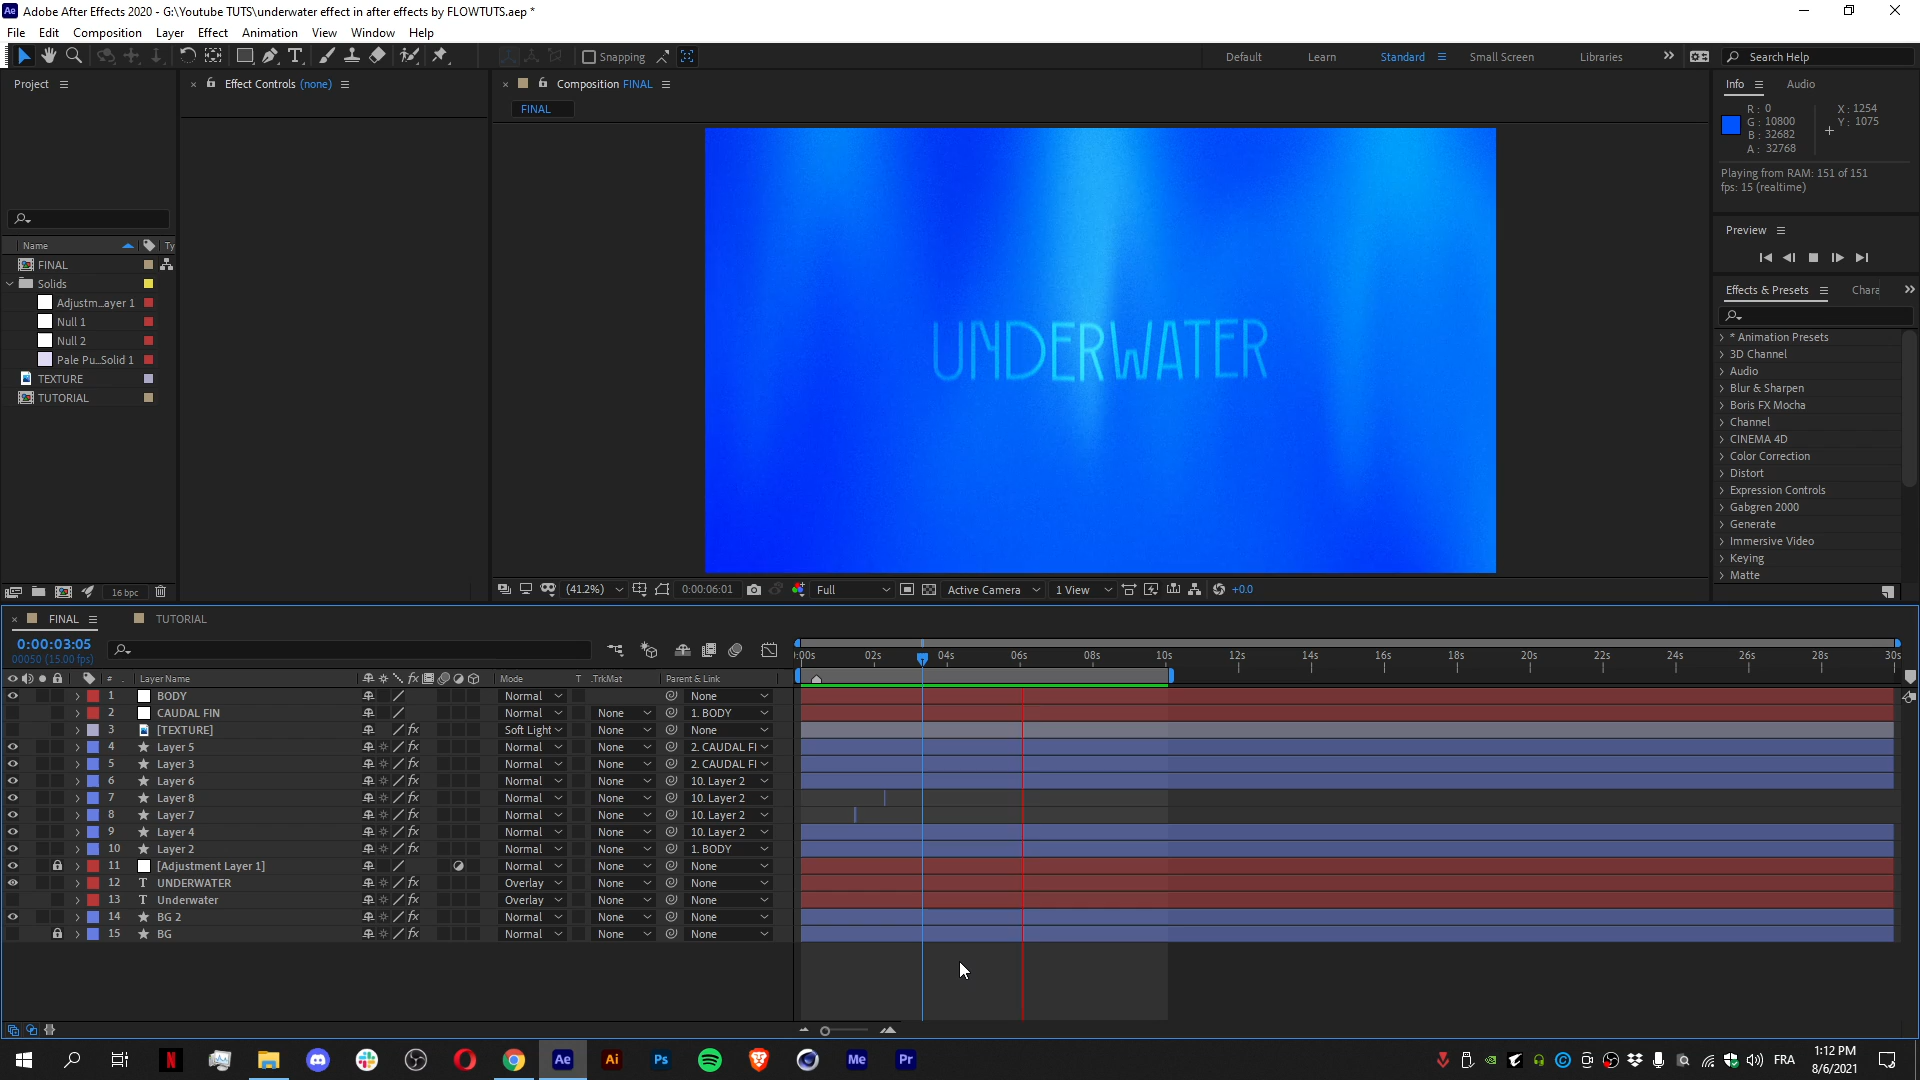 Adobe After Effects 2020 - G:\Youtube TUTS\underwater effect in after effects by FLOWTUTS.aep *
File Edit Composition Layer Effect Animation View Window Help
Snapping
Default Learn Standard Small Screen Libraries
Search Help
Project
Effect Controls (none)
Composition FINAL
FINAL
Info Audio
R: 0
G: 10800
B: 32682
A: 32768
X: 1254
Y: 1075
Playing from RAM: 151 of 151
fps: 15 (realtime)
Preview
Effects & Presets Chara
* Animation Presets
3D Channel
Audio
Blur & Sharpen
Boris FX Mocha
Channel
CINEMA 4D
Color Correction
Distort
Expression Controls
Gabgren 2000
Generate
Immersive Video
Keying
Matte
Name Ty
FINAL
Solids
Adjustm...ayer 1
Null 1
Null 2
Pale Pu...Solid 1
TEXTURE
TUTORIAL
16 bpc
UNDERWATER
(41.2%) 0:00:06:01 Full Active Camera 1 View +0.0
FINAL TUTORIAL
0:00:03:05
00050 (15.00 fps)
# Layer Name Mode T .TrkMat Parent & Link
:00s 02s 04s 06s 08s 10s 12s 14s 16s 18s 20s 22s 24s 26s 28s 30s
1 BODY Normal None
2 CAUDAL FIN Normal None 1. BODY
3 [TEXTURE] Soft Light None None
4 Layer 5 Normal None 2. CAUDAL FI
5 Layer 3 Normal None 2. CAUDAL FI
6 Layer 6 Normal None 10. Layer 2
7 Layer 8 Normal None 10. Layer 2
8 Layer 7 Normal None 10. Layer 2
9 Layer 4 Normal None 10. Layer 2
10 Layer 2 Normal None 1. BODY
11 [Adjustment Layer 1] Normal None None
12 UNDERWATER Overlay None None
13 Underwater Overlay None None
14 BG 2 Normal None None
15 BG Normal None None
N Ae Ai Ps Me Pr
FRA
1:12 PM
8/6/2021